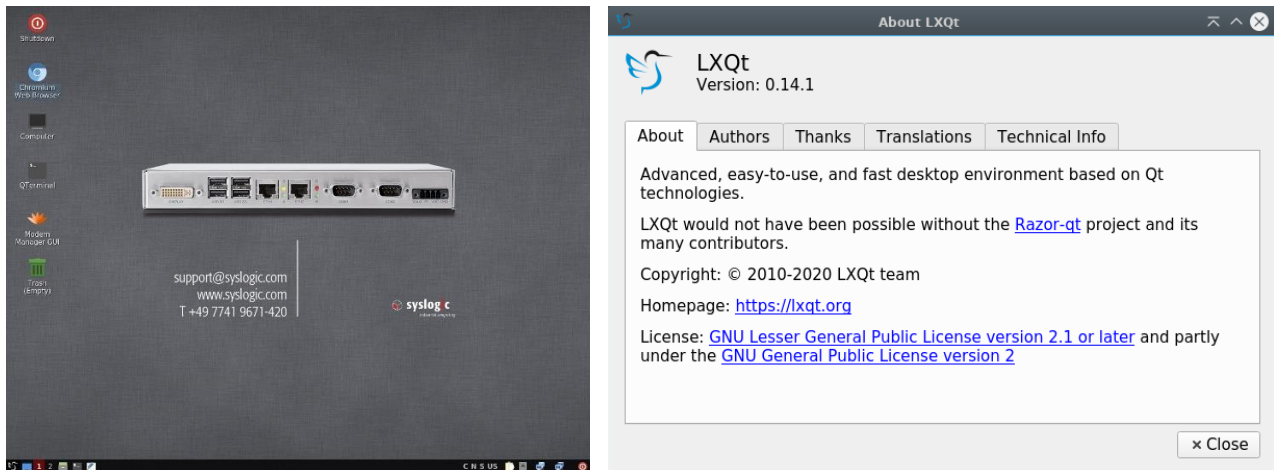 Shutdown
Chromium
Web Browser
Computer
QTerminal
Modem
Manager GUI
Trash
(Empty)
support@syslogic.com
www.syslogic.com
T +49 7741 9671-420
syslogic
1 2
C N S US
About LXQt
LXQt
Version: 0.14.1
About Authors Thanks Translations Technical Info
Advanced, easy-to-use, and fast desktop environment based on Qt
technologies.
LXQt would not have been possible without the Razor-qt project and its
many contributors.
Copyright: © 2010-2020 LXQt team
Homepage: https://lxqt.org
License: GNU Lesser General Public License version 2.1 or later and partly
under the GNU General Public License version 2
Close